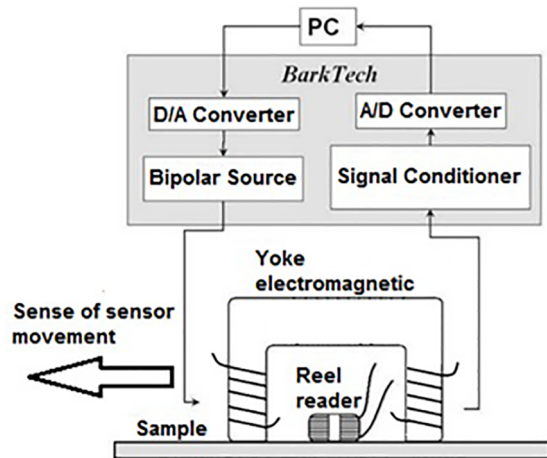 PC
BarkTech
D/A Converter
A/D Converter
Bipolar Source
Signal Conditioner
Yoke
electromagnetic
Sense of sensor
movement
Reel
reader
Sample